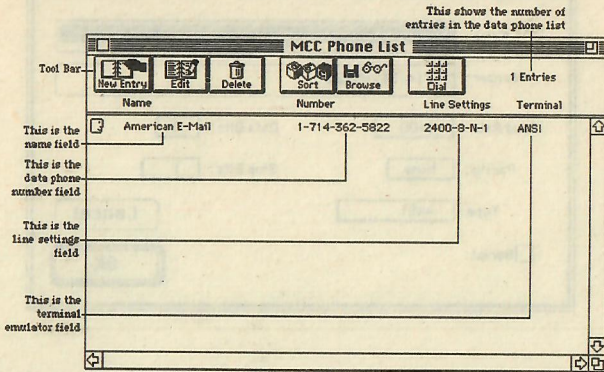 This shows the number of
entries in the data phone list
MCC Phone List
Tool Bar
New Entry
Edit
Delete
Sort
Browse
Dial
1 Entries
Name
Number
Line Settings
Terminal
American E-Mail
1-714-362-5822
2400-8-N-1
ANSI
This is the
name field
This is the
data phone
number field
This is the
line settings
field
This is the
terminal
emulator field